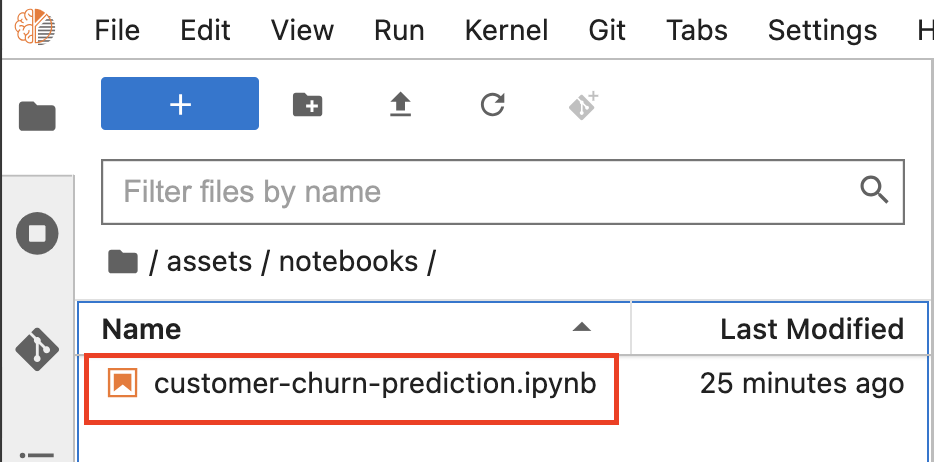 File Edit View Run Kernel Git Tabs Settings H
Filter files by name
/ assets / notebooks /
Name Last Modified
customer-churn-prediction.ipynb 25 minutes ago